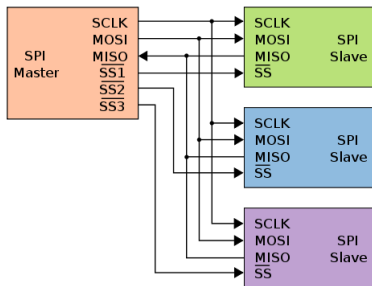 SCLK
MOSI
MISO
SS1
SS2
SS3
SPI
Master
SCLK
MOSI
MISO
SS
SPI
Slave
SCLK
MOSI
MISO
SS
SPI
Slave
SCLK
MOSI
MISO
SS
SPI
Slave